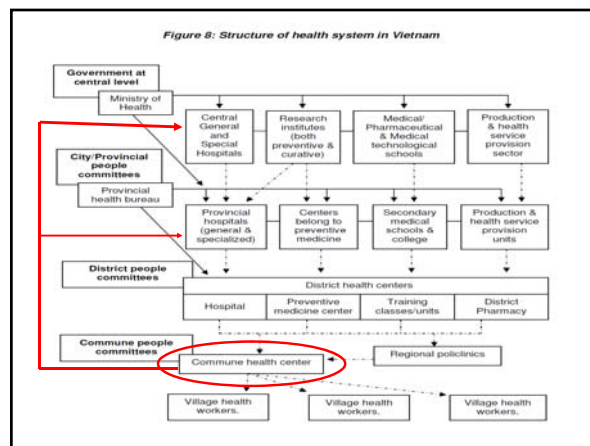 Figure 8: Structure of health system in Vietnam
Government at
central level
Ministry of
Health
Central
General
and
Special
Hospitals
Research
institutes
(both
preventive &
curative)
Medical/
Pharmaceutical
& Medical
technological
schools
Production
& health
service
provision
sector
City/Provincial
people
committees
Provincial
health bureau
Provincial
hospitals
(general &
specialized)
Centers
belong to
preventive
medicine
Secondary
medical
schools &
college
Production &
health service
provision
units
District people
committees
District health centers
Hospital
Preventive
medicine center
Training
classes/units
District
Pharmacy
Commune people
committees
Commune health center
Regional policlinics
Village health
workers.
Village health
workers.
Village health
workers.